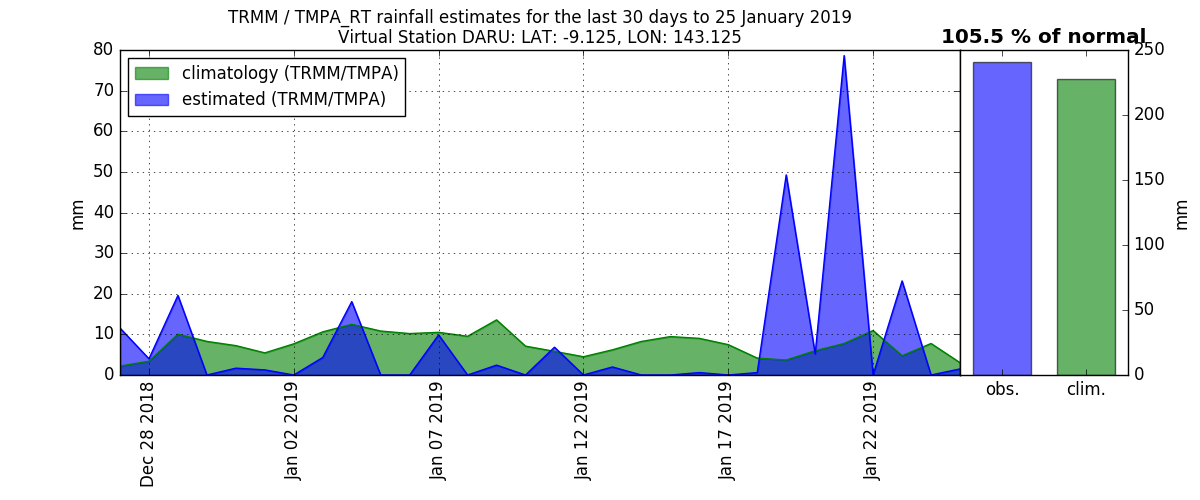 TRMM / TMPA_RT rainfall estimates for the last 30 days to 25 January 2019
Virtual Station DARU: LAT: -9.125, LON: 143.125
105.5 % of normal
climatology (TRMM/TMPA)
estimated (TRMM/TMPA)
80
70
60
50
40
30
20
10
0
mm
250
200
150
100
50
0
mm
Dec 28 2018
Jan 02 2019
Jan 07 2019
Jan 12 2019
Jan 17 2019
Jan 22 2019
obs.
clim.